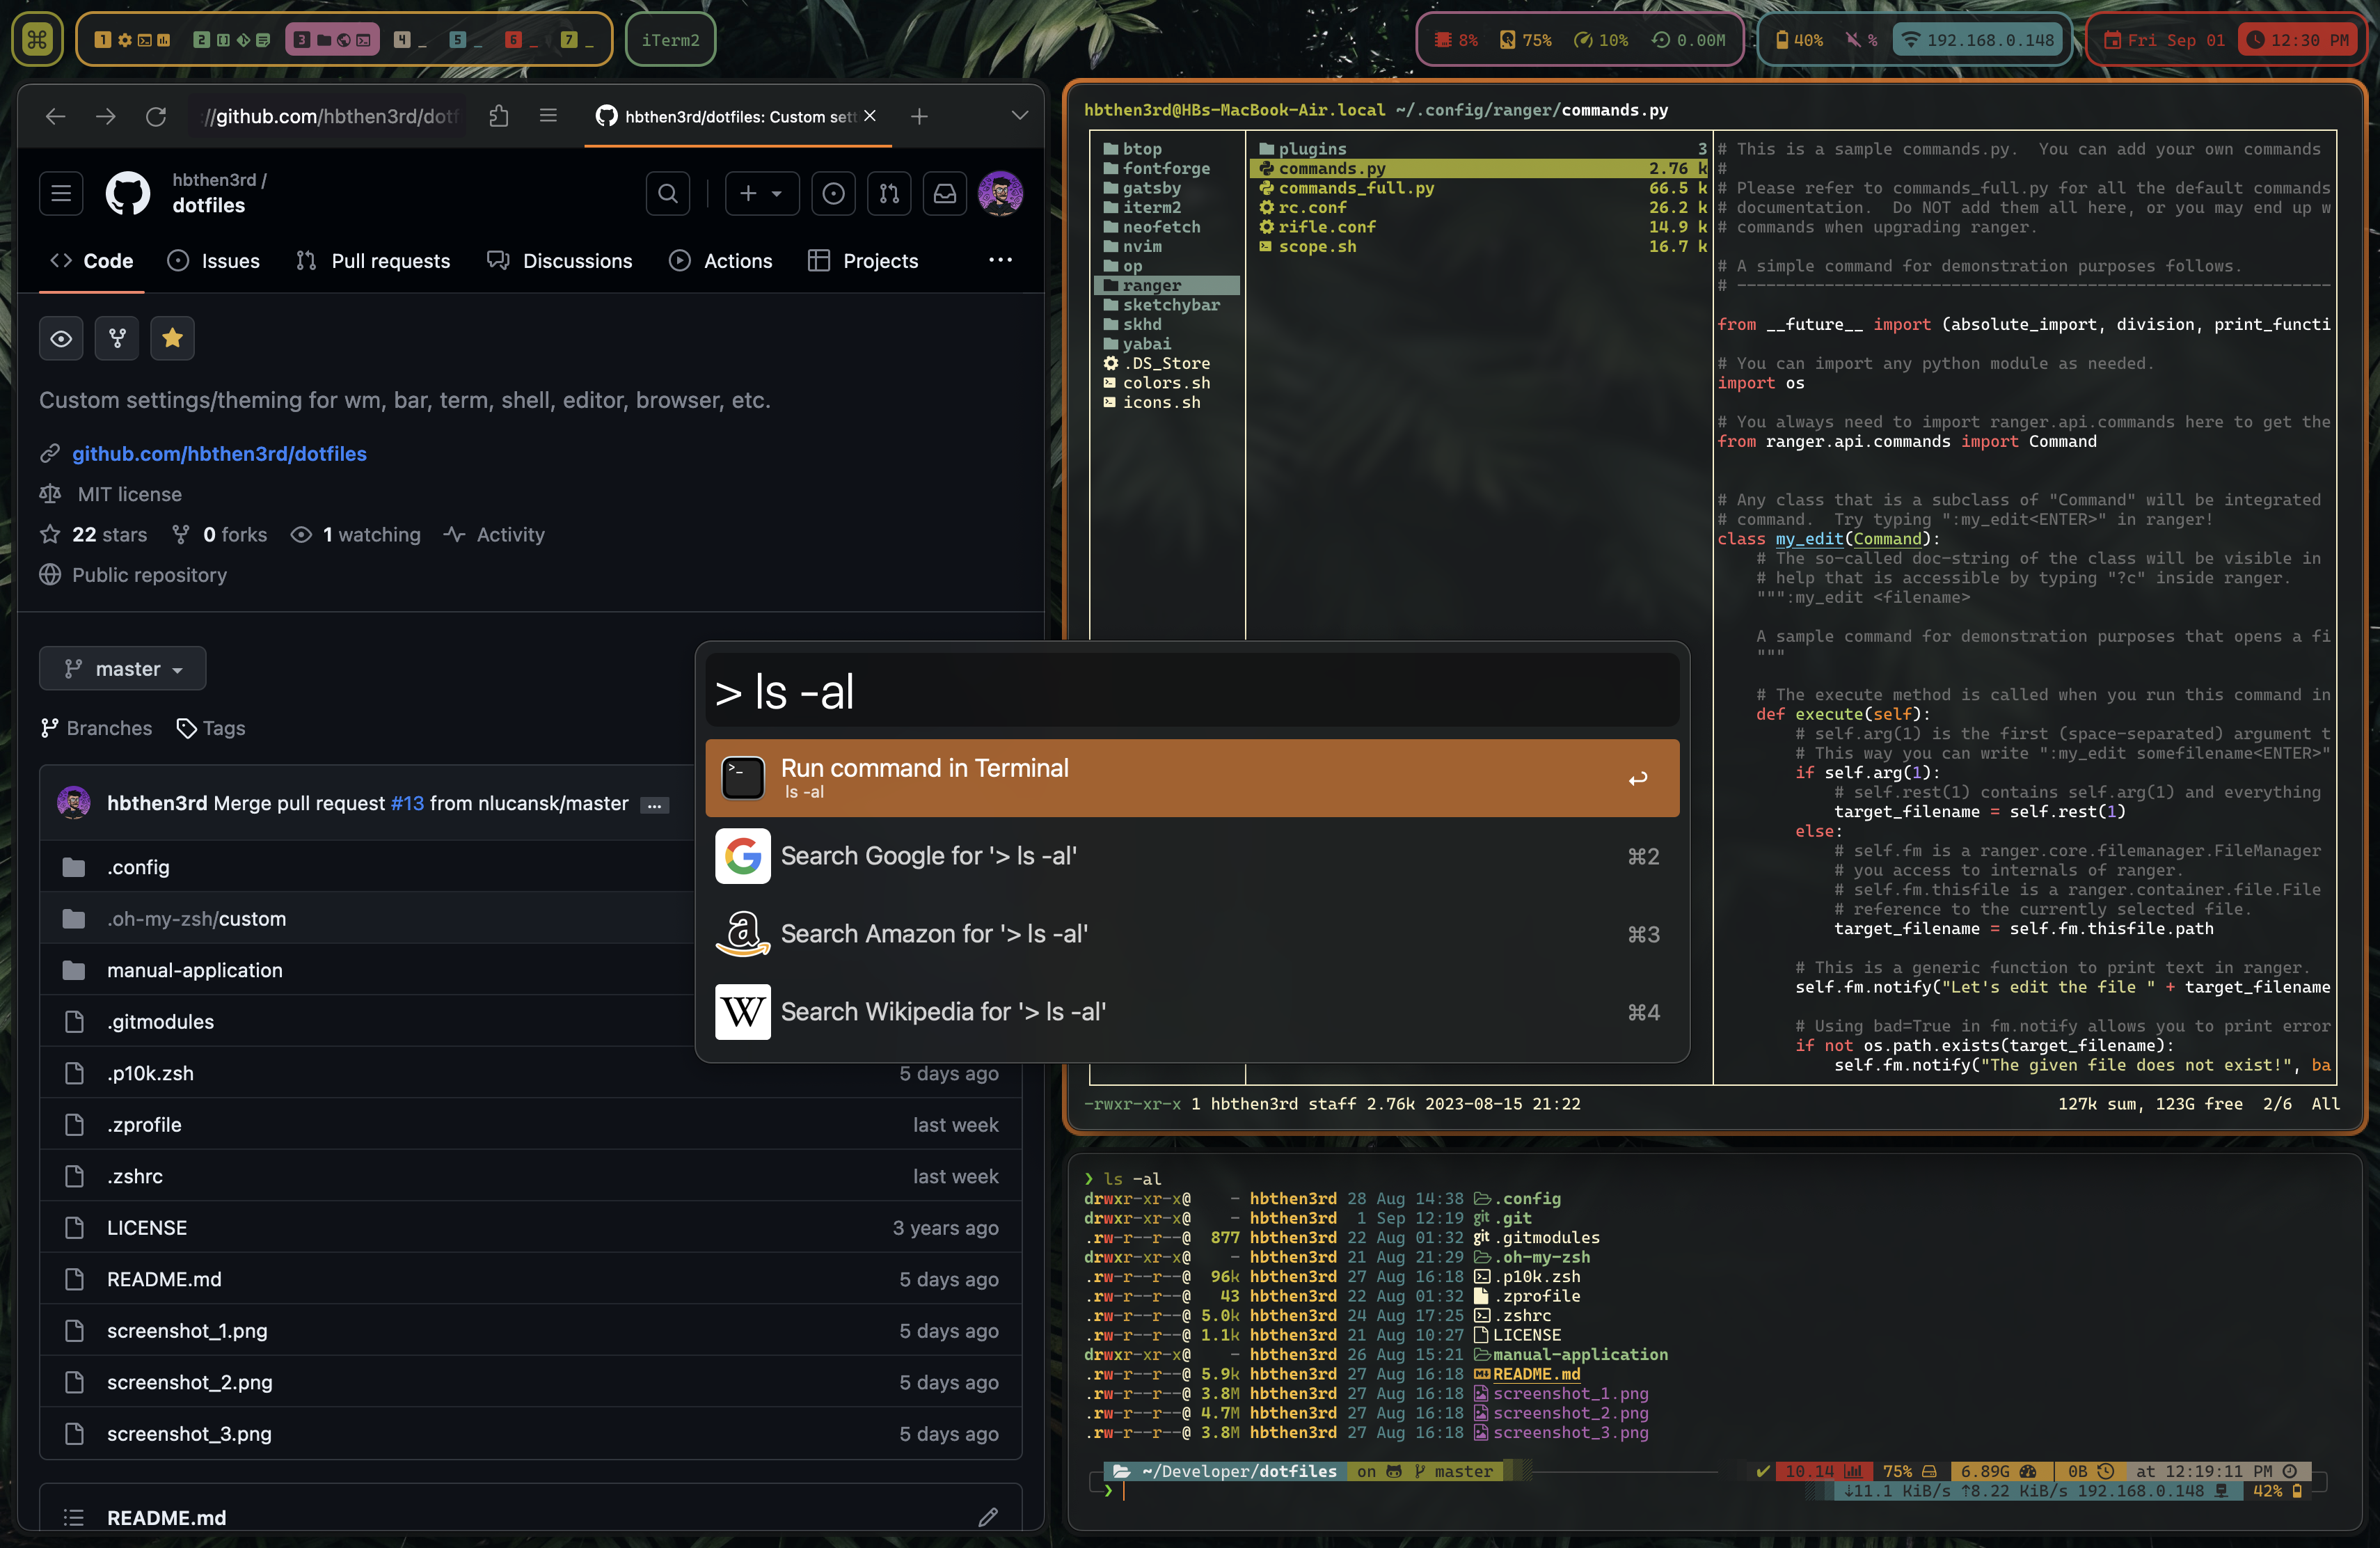 1 2 3 4 _ 5 _ 6 _ 7 _
iTerm2
8% 75% 10% 0.00M
40% % 192.168.0.148
Fri Sep 01 12:30 PM
://github.com/hbthen3rd/dotf
hbthen3rd/dotfiles: Custom sett
hbthen3rd /
dotfiles
Code Issues Pull requests Discussions Actions Projects
Custom settings/theming for wm, bar, term, shell, editor, browser, etc.
github.com/hbthen3rd/dotfiles
MIT license
22 stars 0 forks 1 watching Activity
Public repository
master
Branches Tags
hbthen3rd Merge pull request #13 from nlucansk/master ...
.config
.oh-my-zsh/custom
manual-application
.gitmodules
.p10k.zsh 5 days ago
.zprofile last week
.zshrc last week
LICENSE 3 years ago
README.md 5 days ago
screenshot_1.png 5 days ago
screenshot_2.png 5 days ago
screenshot_3.png 5 days ago
README.md
hbthen3rd@HBs-MacBook-Air.local ~/.config/ranger/commands.py
btop
fontforge
gatsby
iterm2
neofetch
nvim
op
ranger
sketchybar
skhd
yabai
.DS_Store
colors.sh
icons.sh
plugins 3
commands.py 2.76 k
commands_full.py 66.5 k
rc.conf 26.2 k
rifle.conf 14.9 k
scope.sh 16.7 k
# This is a sample commands.py.  You can add your own commands
#
# Please refer to commands_full.py for all the default commands
# documentation.  Do NOT add them all here, or you may end up w
# commands when upgrading ranger.
# A simple command for demonstration purposes follows.
# -------------------------------------------------------------
from __future__ import (absolute_import, division, print_functi
# You can import any python module as needed.
import os
# You always need to import ranger.api.commands here to get the
from ranger.api.commands import Command
# Any class that is a subclass of "Command" will be integrated
# command.  Try typing ":my_edit<ENTER>" in ranger!
class my_edit(Command):
# The so-called doc-string of the class will be visible in
# help that is accessible by typing "?c" inside ranger.
""":my_edit <filename>
A sample command for demonstration purposes that opens a fi
"""
# The execute method is called when you run this command in
def execute(self):
# self.arg(1) is the first (space-separated) argument t
# This way you can write ":my_edit somefilename<ENTER>"
if self.arg(1):
# self.rest(1) contains self.arg(1) and everything
target_filename = self.rest(1)
else:
# self.fm is a ranger.core.filemanager.FileManager
# you access to internals of ranger.
# self.fm.thisfile is a ranger.container.file.File
# reference to the currently selected file.
target_filename = self.fm.thisfile.path
# This is a generic function to print text in ranger.
self.fm.notify("Let's edit the file " + target_filename
# Using bad=True in fm.notify allows you to print error
if not os.path.exists(target_filename):
self.fm.notify("The given file does not exist!", ba
-rwxr-xr-x 1 hbthen3rd staff 2.76k 2023-08-15 21:22 127k sum, 123G free  2/6  All
> ls -al
Run command in Terminal
ls -al
Search Google for '> ls -al' ⌘2
Search Amazon for '> ls -al' ⌘3
Search Wikipedia for '> ls -al' ⌘4
❯ ls -al
drwxr-xr-x@ - hbthen3rd 28 Aug 14:38 .config
drwxr-xr-x@ - hbthen3rd 1 Sep 12:19 git .git
.rw-r--r--@ 877 hbthen3rd 22 Aug 01:32 git .gitmodules
drwxr-xr-x@ - hbthen3rd 21 Aug 21:29 .oh-my-zsh
.rw-r--r--@ 96k hbthen3rd 27 Aug 16:18 .p10k.zsh
.rw-r--r--@ 43 hbthen3rd 22 Aug 01:32 .zprofile
.rw-r--r--@ 5.0k hbthen3rd 24 Aug 17:25 .zshrc
.rw-r--r--@ 1.1k hbthen3rd 21 Aug 10:27 LICENSE
drwxr-xr-x@ - hbthen3rd 26 Aug 15:21 manual-application
.rw-r--r--@ 5.9k hbthen3rd 27 Aug 16:18 README.md
.rw-r--r--@ 3.8M hbthen3rd 27 Aug 16:18 screenshot_1.png
.rw-r--r--@ 4.7M hbthen3rd 27 Aug 16:18 screenshot_2.png
.rw-r--r--@ 3.8M hbthen3rd 27 Aug 16:18 screenshot_3.png
~/Developer/dotfiles on master ✔ 10.14 75% 6.89G 0B at 12:19:11 PM
❯ ↓11.1 KiB/s ↑8.22 KiB/s 192.168.0.148 42%